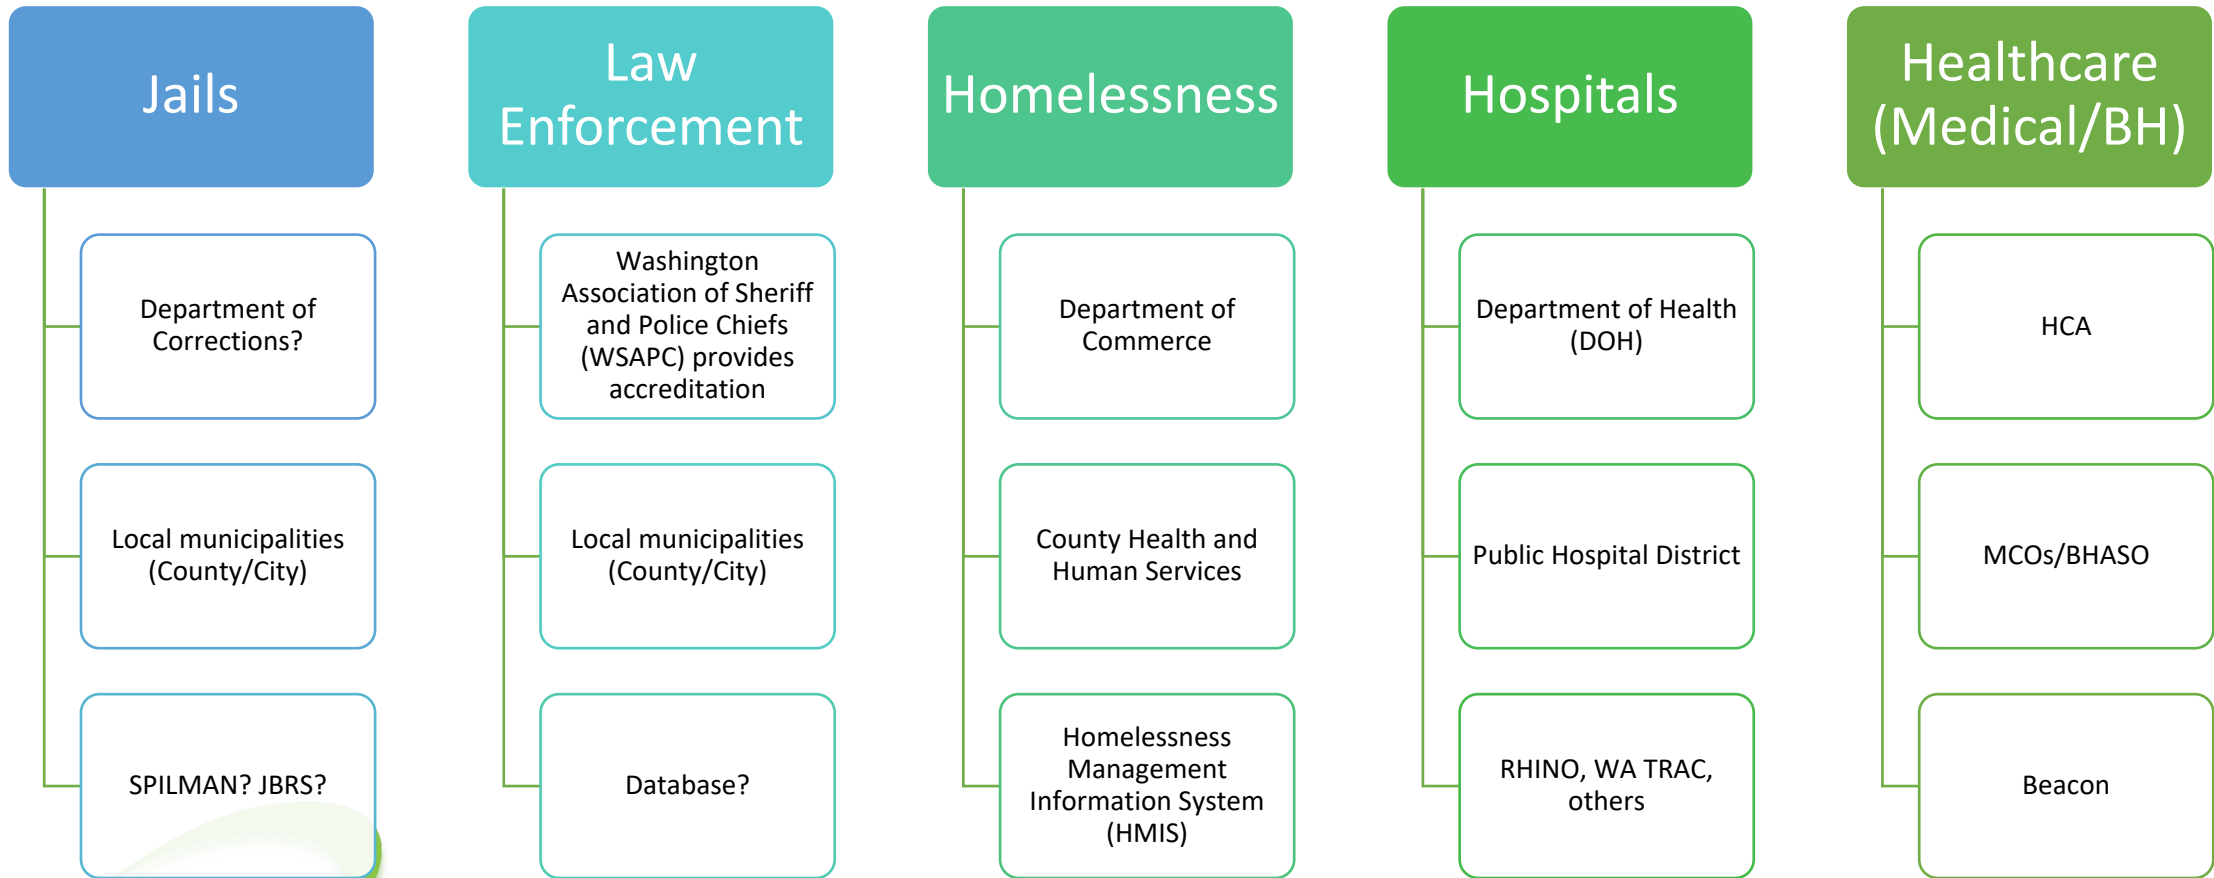 Jails
Department of
Corrections?
Local municipalities
(County/City)
SPILMAN? JBRS?
Law
Enforcement
Washington
Association of Sheriff
and Police Chiefs
(WSAPC) provides
accreditation
Local municipalities
(County/City)
Database?
Homelessness
Department of
Commerce
County Health and
Human Services
Homelessness
Management
Information System
(HMIS)
Hospitals
Department of Health
(DOH)
Public Hospital District
RHINO, WA TRAC,
others
Healthcare
(Medical/BH)
HCA
MCOs/BHASO
Beacon